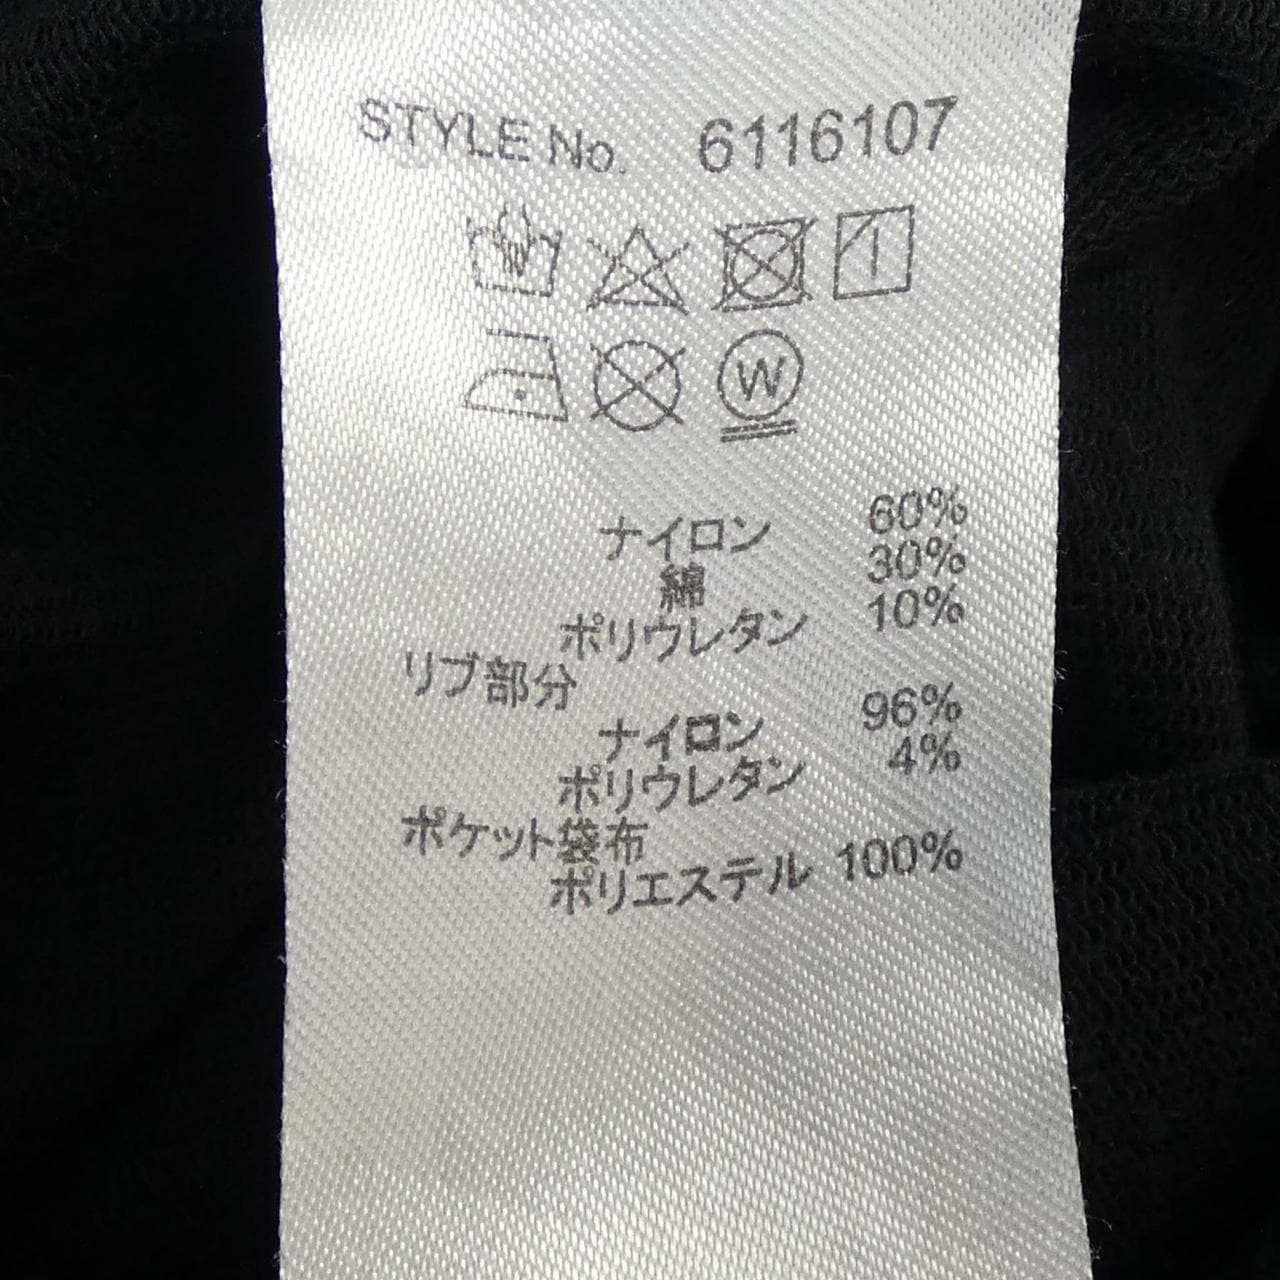 STYLE No. 6116107
W
ナイロン 60%
綿 30%
ポリウレタン 10%
リブ部分
ナイロン 96%
ポリウレタン 4%
ポケット袋布
ポリエステル 100%